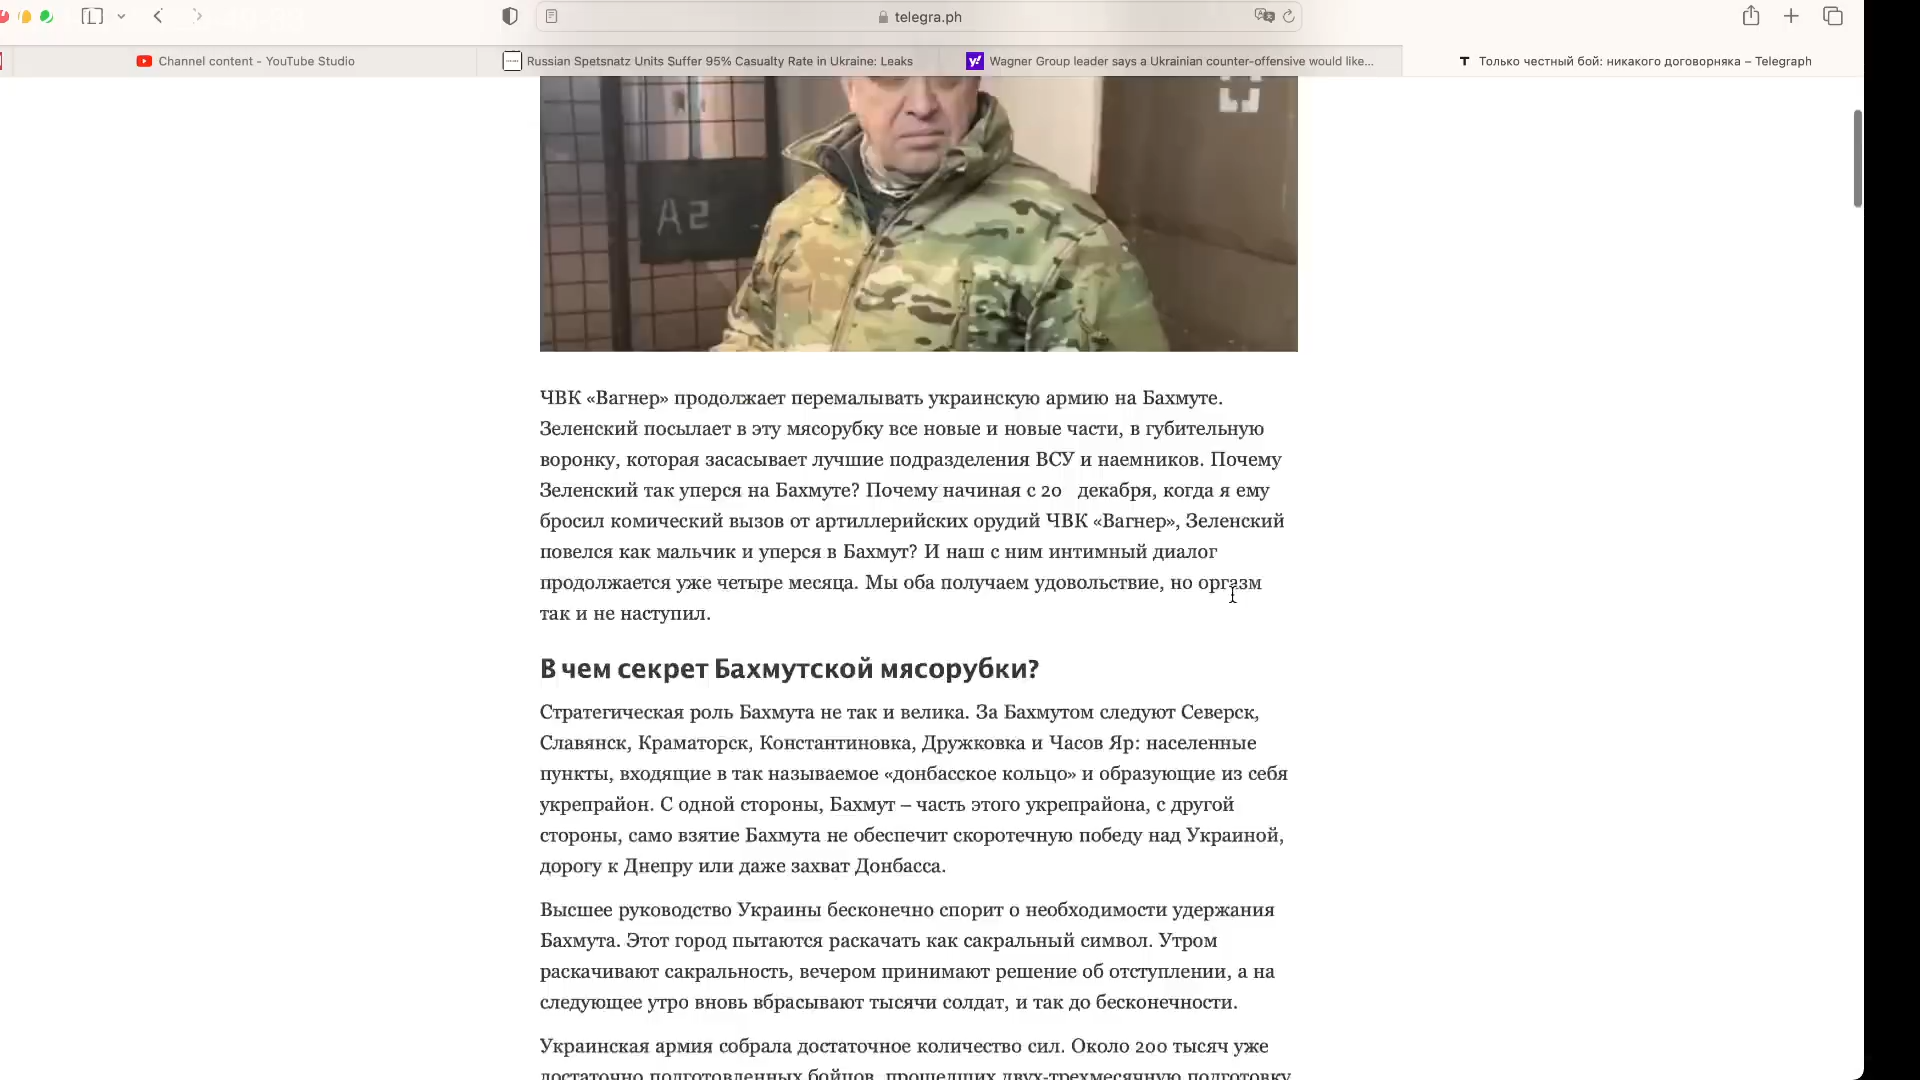 telegra.ph
Channel content - YouTube Studio
Russian Spetsnatz Units Suffer 95% Casualty Rate in Ukraine: Leaks
Wagner Group leader says a Ukrainian counter-offensive would like...
Только честный бой: никакого договорняка – Telegraph
ЧВК «Вагнер» продолжает перемалывать украинскую армию на Бахмуте.
Зеленский посылает в эту мясорубку все новые и новые части, в губительную
воронку, которая засасывает лучшие подразделения ВСУ и наемников. Почему
Зеленский так уперся на Бахмуте? Почему начиная с 20 декабря, когда я ему
бросил комический вызов от артиллерийских орудий ЧВК «Вагнер», Зеленский
повелся как мальчик и уперся в Бахмут? И наш с ним интимный диалог
продолжается уже четыре месяца. Мы оба получаем удовольствие, но оргазм
так и не наступил.
В чем секрет Бахмутской мясорубки?
Стратегическая роль Бахмута не так и велика. За Бахмутом следуют Северск,
Славянск, Краматорск, Константиновка, Дружковка и Часов Яр: населенные
пункты, входящие в так называемое «донбасское кольцо» и образующие из себя
укрепрайон. С одной стороны, Бахмут – часть этого укрепрайона, с другой
стороны, само взятие Бахмута не обеспечит скоротечную победу над Украиной,
дорогу к Днепру или даже захват Донбасса.
Высшее руководство Украины бесконечно спорит о необходимости удержания
Бахмута. Этот город пытаются раскачать как сакральный символ. Утром
раскачивают сакральность, вечером принимают решение об отступлении, а на
следующее утро вновь вбрасывают тысячи солдат, и так до бесконечности.
Украинская армия собрала достаточное количество сил. Около 200 тысяч уже
достаточно подготовленных бойцов, прошедших двух-трехмесячную подготовку